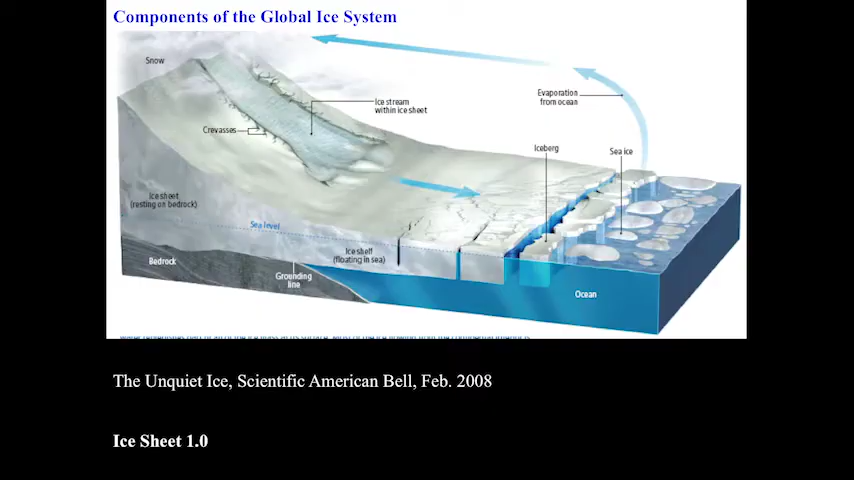 Components of the Global Ice System
Snow
Ice stream
within ice sheet
Evaporation
from ocean
Crevasses
Iceberg
Sea ice
Ice sheet
(resting on bedrock)
Sea level
Ice shelf
(floating in sea)
Bedrock
Grounding
line
Ocean
The Unquiet Ice, Scientific American Bell, Feb. 2008
Ice Sheet 1.0